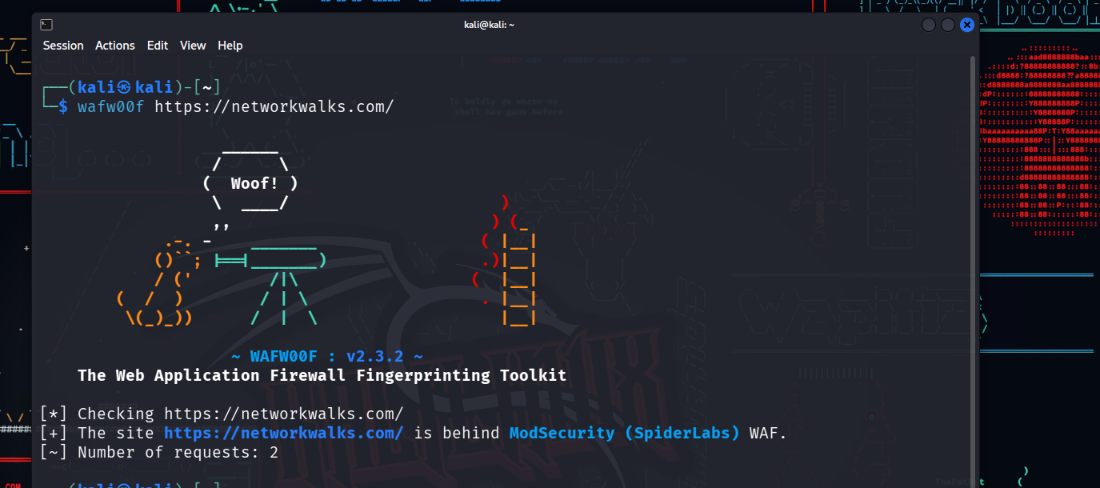 kali@kali: ~
Session Actions Edit View Help
┌──(kali㉿kali)-[~]
└─$ wafw00f https://networkwalks.com/
Woof!
~ WAFW00F : v2.3.2 ~
The Web Application Firewall Fingerprinting Toolkit
[*] Checking https://networkwalks.com/
[+] The site https://networkwalks.com/ is behind ModSecurity (SpiderLabs) WAF.
[~] Number of requests: 2